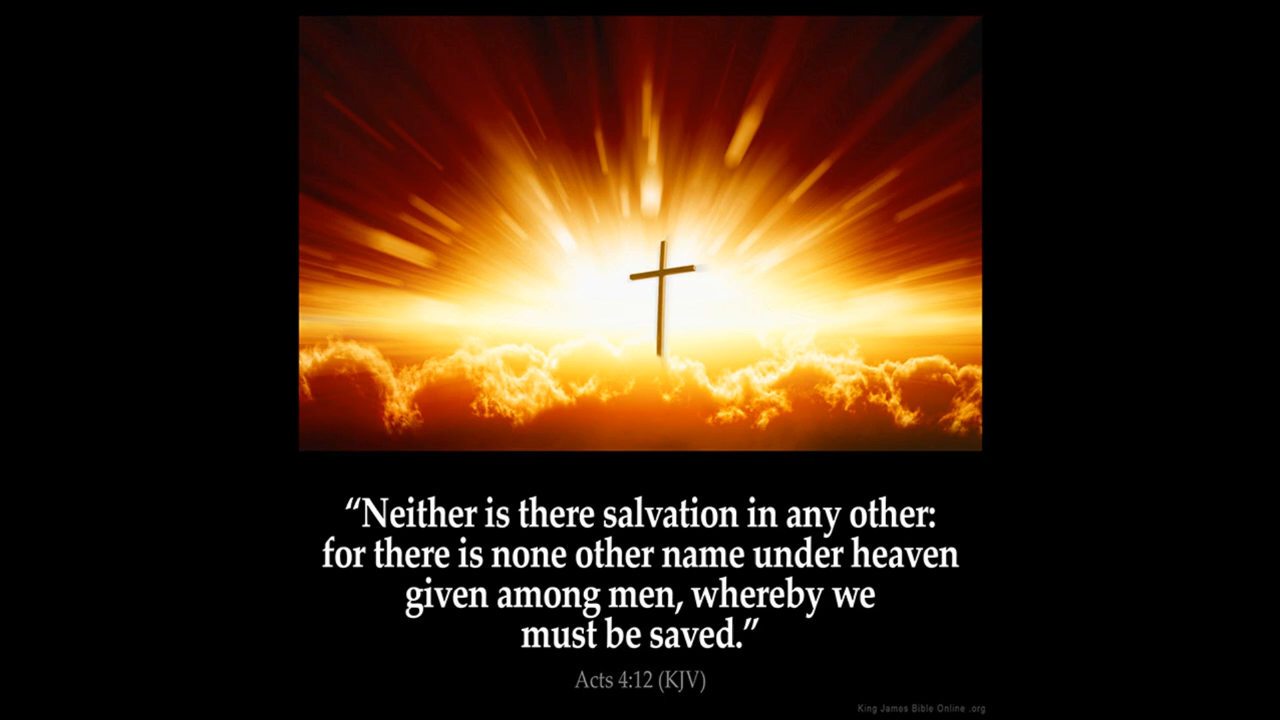 “Neither is there salvation in any other:
for there is none other name under heaven
given among men, whereby we
must be saved.”
Acts 4:12 (KJV)
King James Bible Online .org